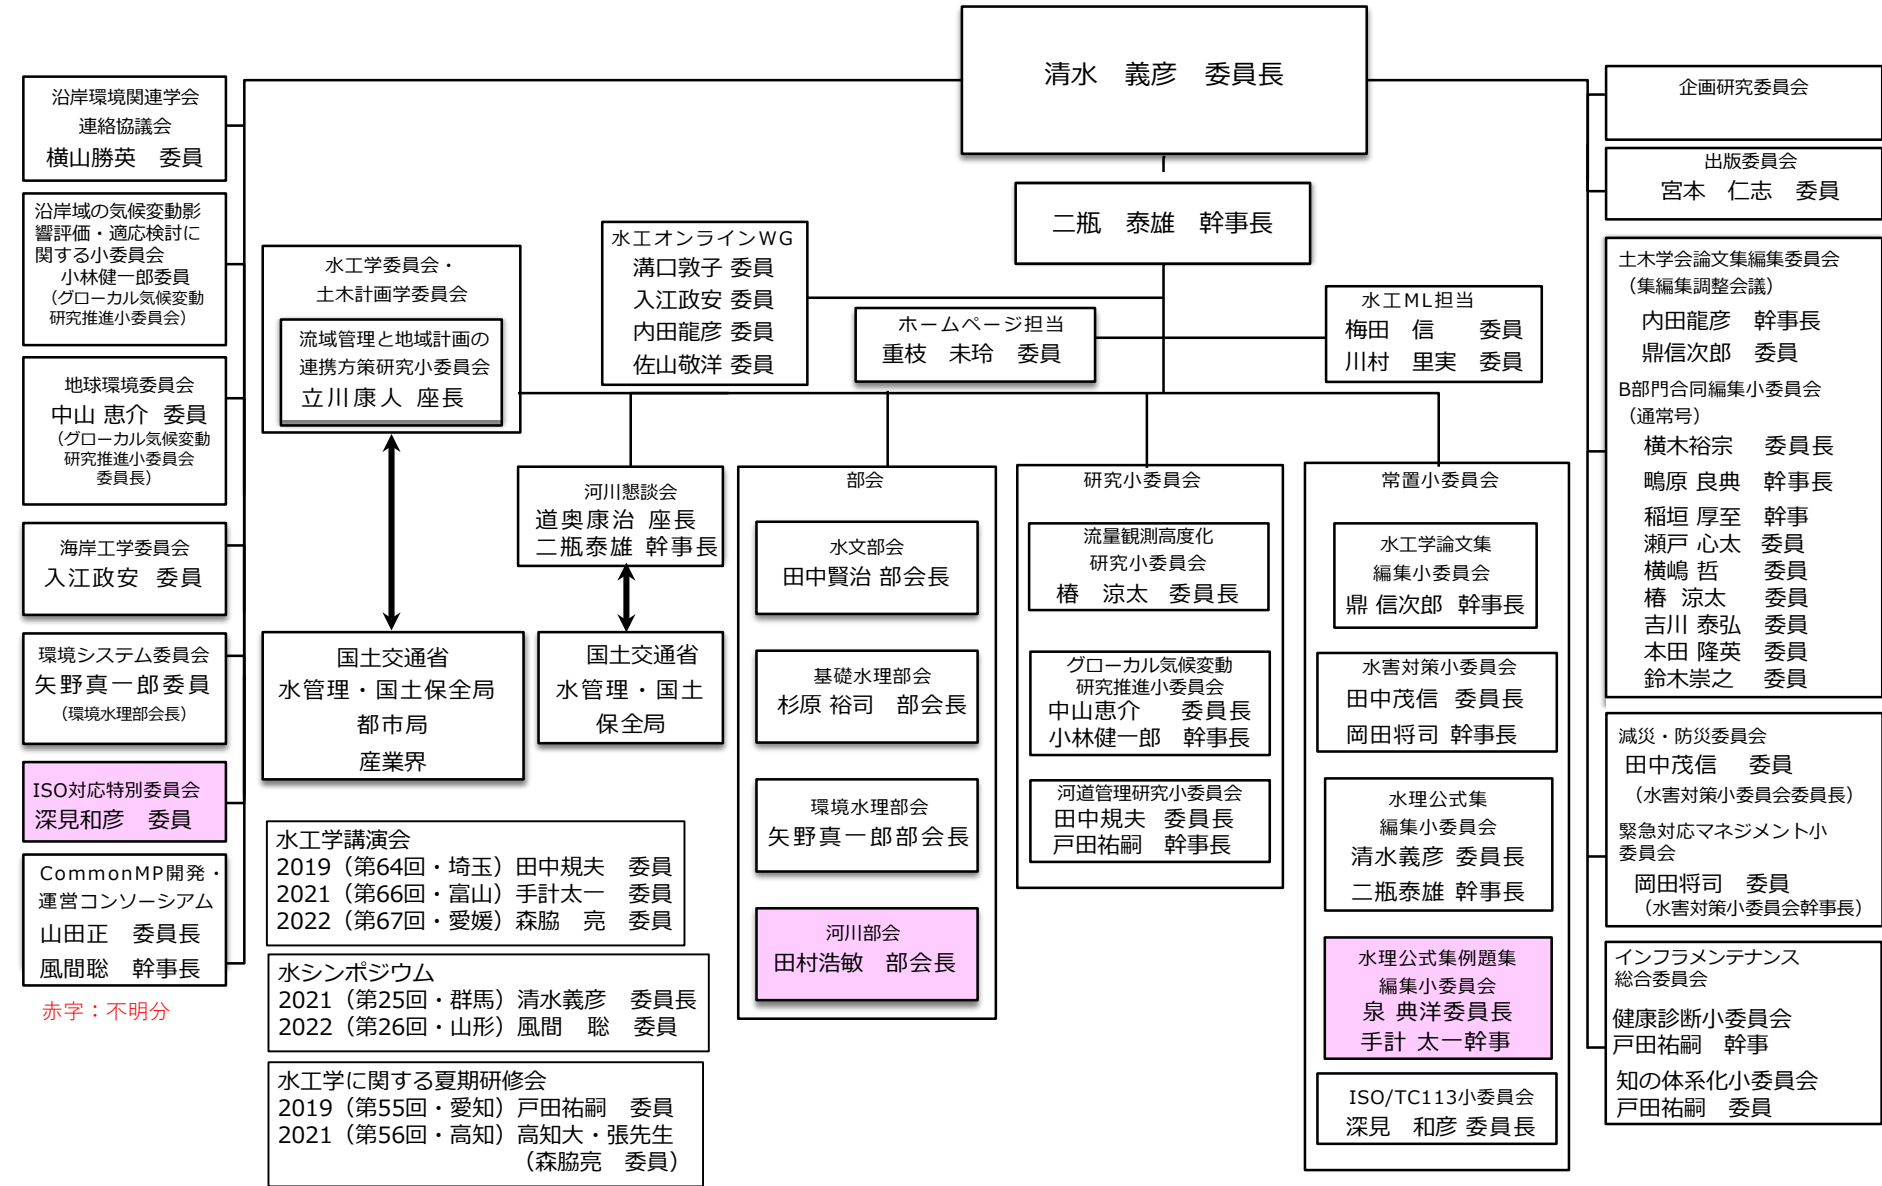 清水　義彦　委員長
二瓶　泰雄　幹事長
沿岸環境関連学会
連絡協議会
横山勝英　委員
沿岸域の気候変動影
響評価・適応検討に
関する小委員会
小林健一郎委員
（グローカル気候変動
研究推進小委員会）
地球環境委員会
中山 恵介　委員
（グローカル気候変動
研究推進小委員会
委員長）
海岸工学委員会
入江政安　委員
環境システム委員会
矢野真一郎委員
（環境水理部会長）
ISO対応特別委員会
深見和彦　委員
CommonMP開発・
運営コンソーシアム
山田正　委員長
風間聡　幹事長
赤字：不明分
水工学委員会・
土木計画学委員会
流域管理と地域計画の
連携方策研究小委員会
立川康人 座長
国土交通省
水管理・国土保全局
都市局
産業界
水工オンラインWG
溝口敦子 委員
入江政安 委員
内田龍彦 委員
佐山敬洋 委員
ホームページ担当
重枝　未玲　委員
水工ML担当
梅田　信　　委員
川村　里実　委員
河川懇談会
道奥康治 座長
二瓶泰雄 幹事長
国土交通省
水管理・国土
保全局
水工学講演会
2019（第64回・埼玉）田中規夫　委員
2021（第66回・富山）手計太一　委員
2022（第67回・愛媛）森脇　亮　委員
水シンポジウム
2021（第25回・群馬）清水義彦　委員長
2022（第26回・山形）風間　聡　委員
水工学に関する夏期研修会
2019（第55回・愛知）戸田祐嗣　委員
2021（第56回・高知）高知大・張先生
（森脇亮　委員）
部会
水文部会
田中賢治 部会長
基礎水理部会
杉原 裕司　部会長
環境水理部会
矢野真一郎部会長
河川部会
田村浩敏　部会長
研究小委員会
流量観測高度化
研究小委員会
椿　涼太　委員長
グローカル気候変動
研究推進小委員会
中山恵介　　委員長
小林健一郎　幹事長
河道管理研究小委員会
田中規夫　委員長
戸田祐嗣　幹事長
常置小委員会
水工学論文集
編集小委員会
鼎 信次郎 幹事長
水害対策小委員会
田中茂信　委員長
岡田将司 幹事長
水理公式集
編集小委員会
清水義彦 委員長
二瓶泰雄 幹事長
水理公式集例題集
編集小委員会
泉 典洋委員長
手計 太一幹事
ISO/TC113小委員会
深見　和彦 委員長
企画研究委員会
出版委員会
宮本　仁志　委員
土木学会論文集編集委員会
（集編集調整会議）
内田龍彦　幹事長
鼎信次郎　委員
B部門合同編集小委員会
（通常号）
横木裕宗　委員長
鴫原 良典　幹事長
稲垣 厚至　幹事
瀬戸 心太　委員
横嶋 哲　　委員
椿 涼太　　委員
吉川 泰弘　委員
本田 隆英　委員
鈴木崇之　委員
減災・防災委員会
田中茂信　委員
（水害対策小委員会委員長）
緊急対応マネジメント小
委員会
岡田将司　委員
（水害対策小委員会幹事長）
インフラメンテナンス
総合委員会
健康診断小委員会
戸田祐嗣　幹事
知の体系化小委員会
戸田祐嗣　委員